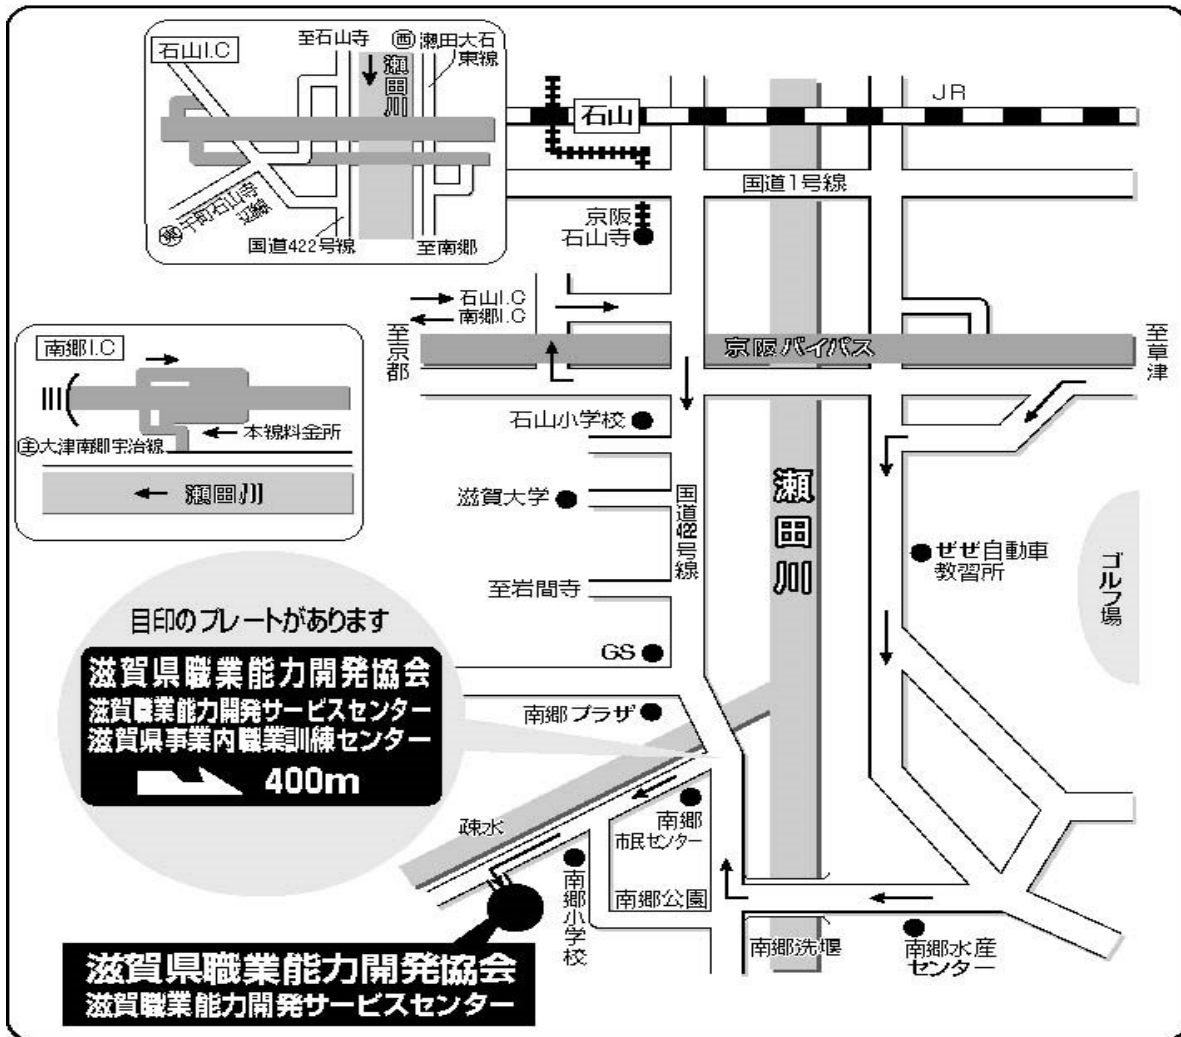 石山I.C
至石山寺
㊄瀬田大石
東線
瀬田川
千町石山寺
辺線
国道422号線
至南郷
石山
JR
国道1号線
京阪
石山寺
石山I.C
南郷I.C
至京都
京阪バイパス
至草津
南郷I.C
本線料金所
㊟大津南郷宇治線
瀬田川
石山小学校
滋賀大学
国道422号線
瀬田川
ぜぜ自動車
教習所
ゴルフ場
至岩間寺
GS
目印のプレートがあります
滋賀県職業能力開発協会
滋賀職業能力開発サービスセンター
滋賀県事業内職業訓練センター
400m
南郷プラザ
疎水
南郷
市民センター
南郷小学校
南郷公園
南郷洗堰
南郷水産
センター
滋賀県職業能力開発協会
滋賀職業能力開発サービスセンター